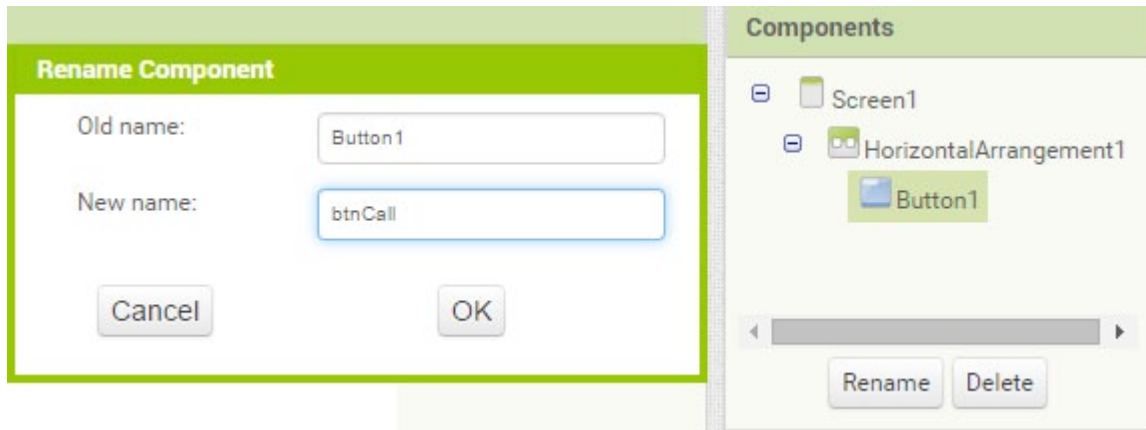 Rename Component
Old name:
Button1
New name:
btnCall
Cancel
OK
Components
Screen1
HorizontalArrangement1
Button1
Rename
Delete